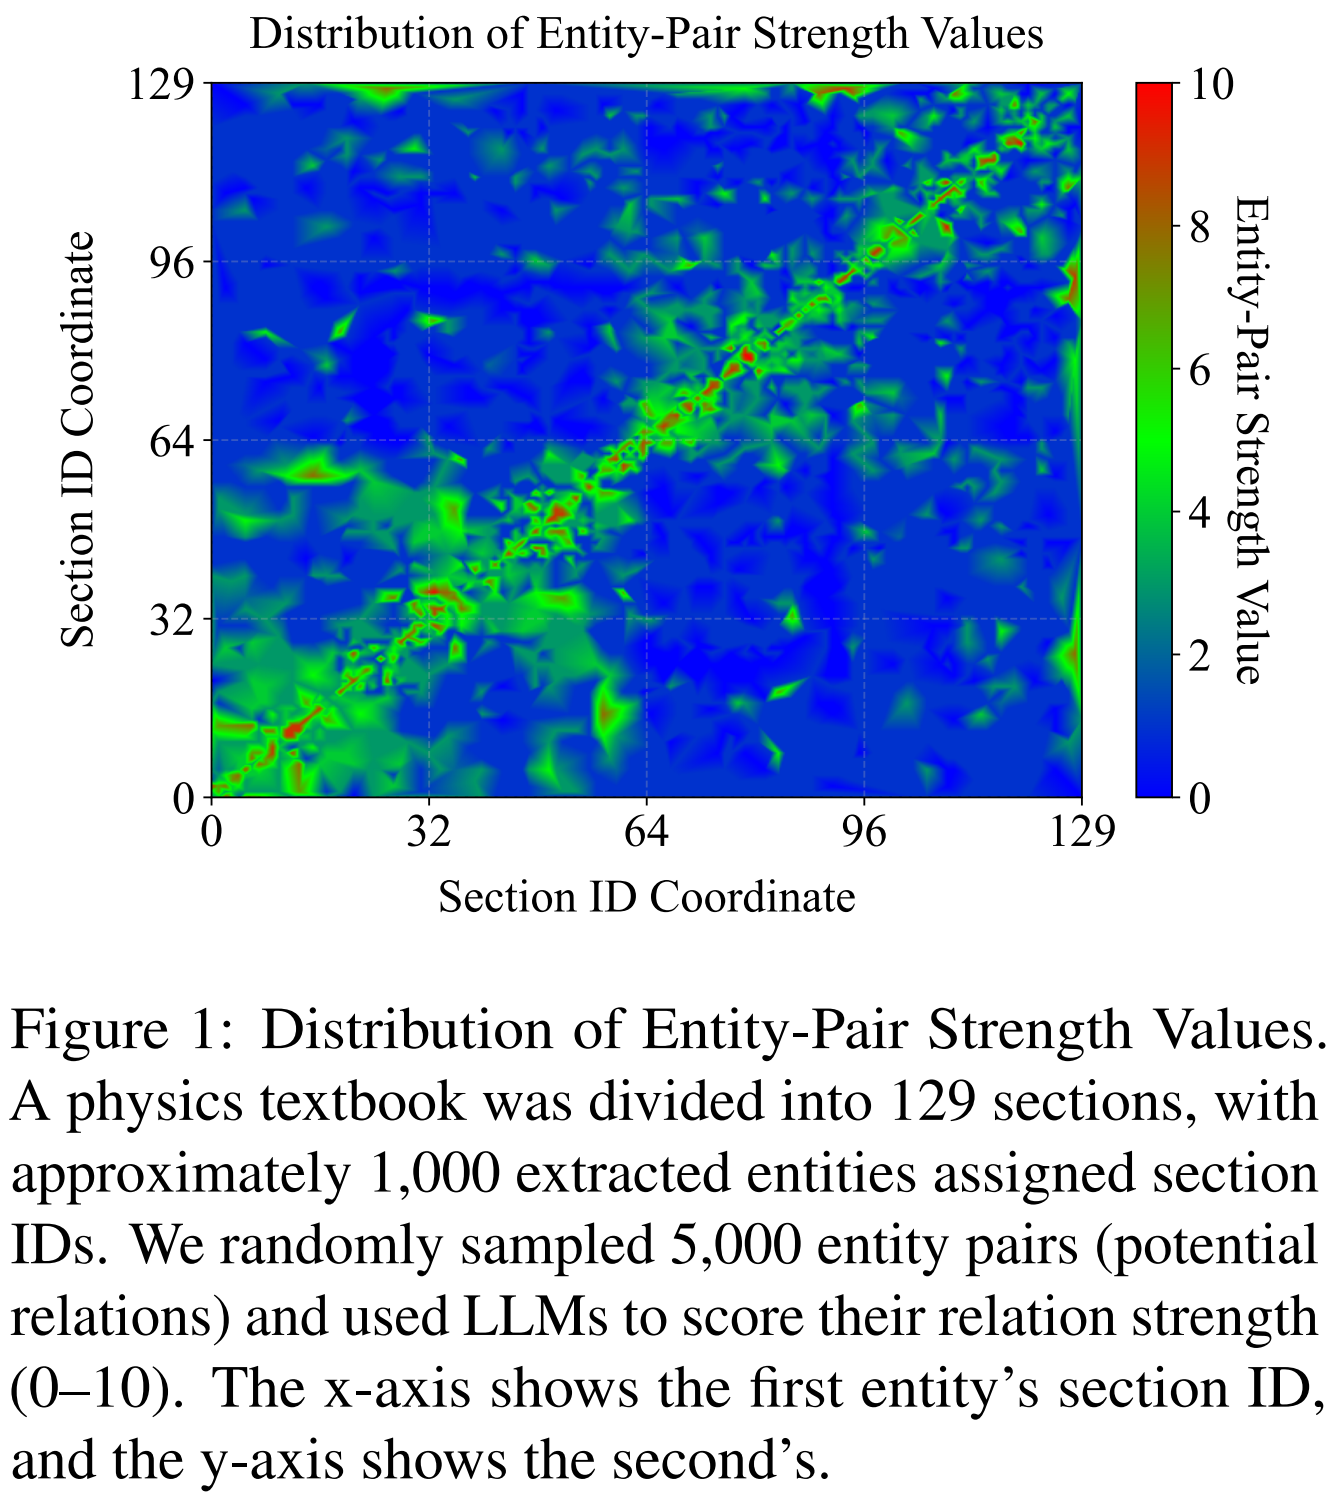 Distribution of Entity-Pair Strength Values
129
96
64
32
0
Section ID Coordinate
0
32
64
96
129
Section ID Coordinate
10
8
6
4
2
0
Entity-Pair Strength Value
Figure 1: Distribution of Entity-Pair Strength Values.
A physics textbook was divided into 129 sections, with
approximately 1,000 extracted entities assigned section
IDs. We randomly sampled 5,000 entity pairs (potential
relations) and used LLMs to score their relation strength
(0–10). The x-axis shows the first entity’s section ID,
and the y-axis shows the second’s.